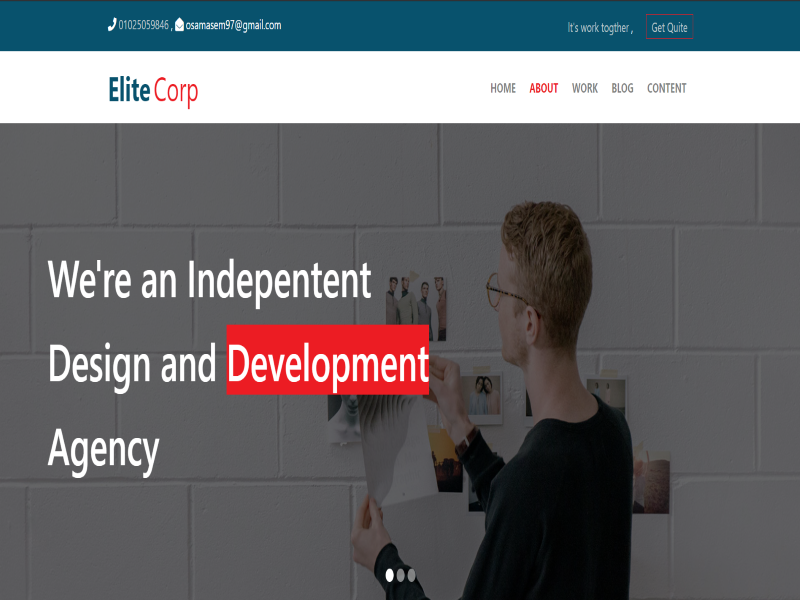 01025059846 , osamasem97@gmail.com
It's work togther ,
Get Quite
Elite Corp
HOME ABOUT WORK BLOG CONTENT
We're an Indepentent
Design and Development
Agency